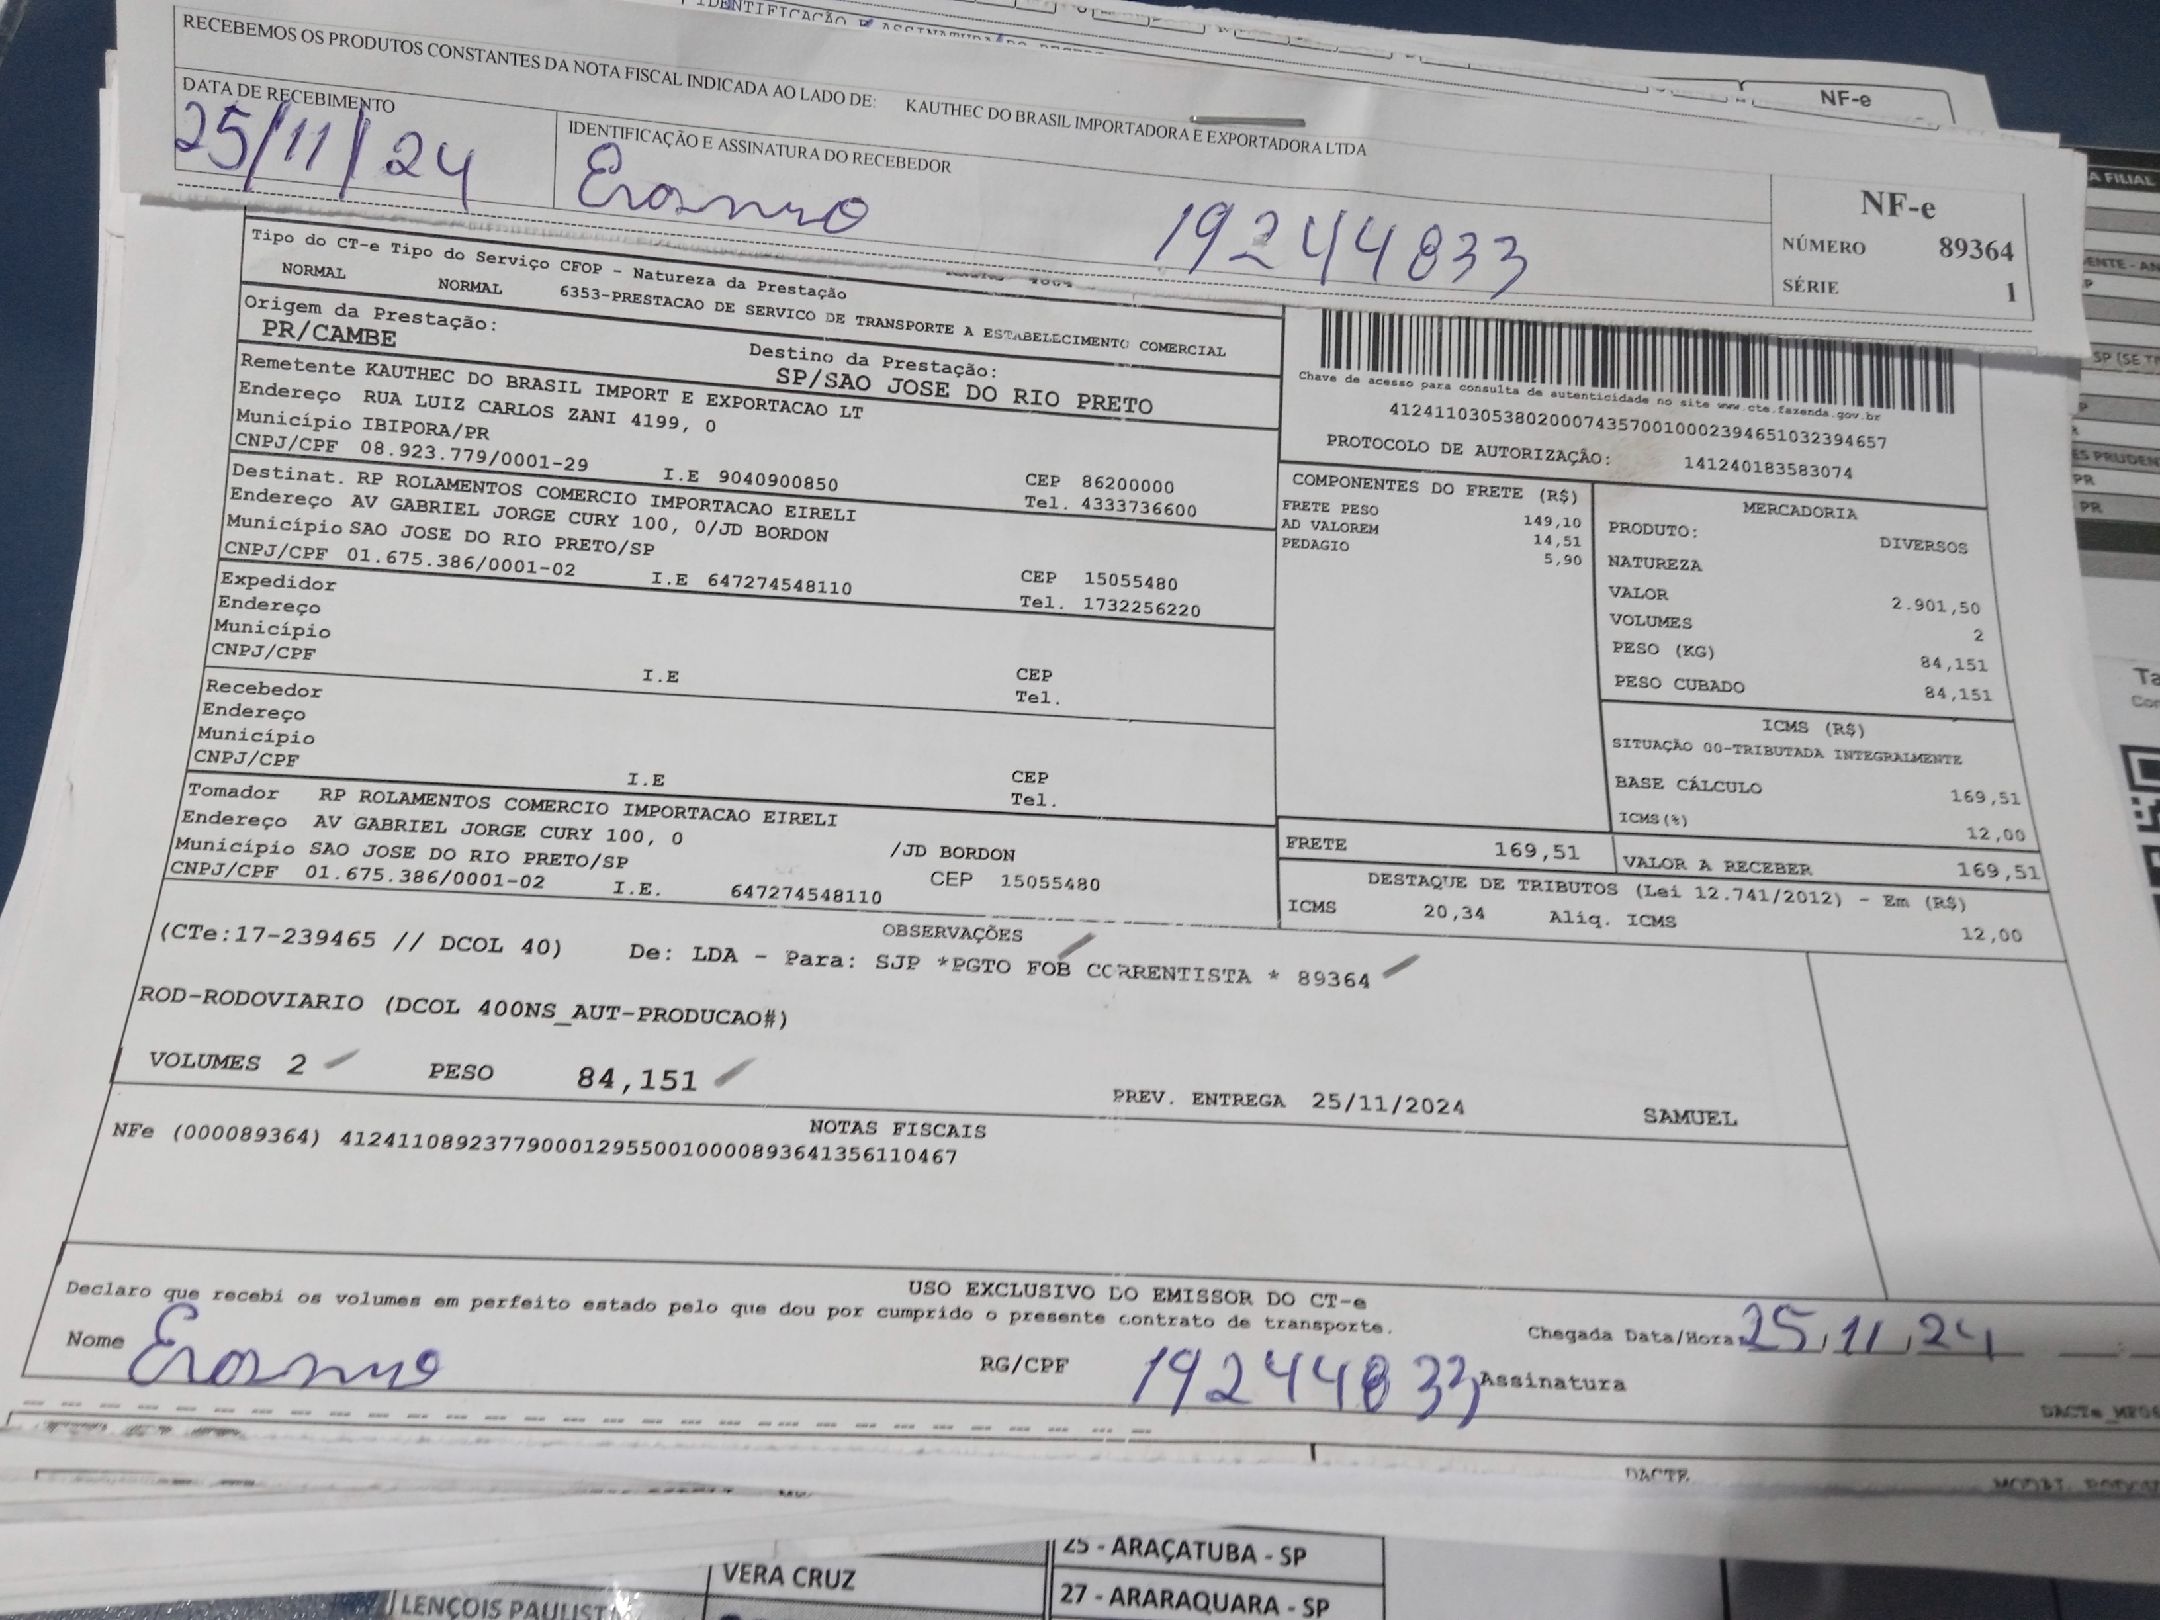 IDENTIFICAÇÃO E ASSINATURA DO
NF-e
RECEBEMOS OS PRODUTOS CONSTANTES DA NOTA FISCAL INDICADA AO LADO DE: KAUTHEC DO BRASIL IMPORTADORA E EXPORTADORA LTDA
DATA DE RECEBIMENTO
25/11/24
IDENTIFICAÇÃO E ASSINATURA DO RECEBEDOR
Erasmo 19244833
NF-e
NÚMERO 89364
SÉRIE 1
Tipo do CT-e Tipo do Serviço CFOP - Natureza da Prestação
NORMAL NORMAL 6353-PRESTACAO DE SERVICO DE TRANSPORTE A ESTABELECIMENTO COMERCIAL
Origem da Prestação: Destino da Prestação:
PR/CAMBE SP/SAO JOSE DO RIO PRETO
Remetente KAUTHEC DO BRASIL IMPORT E EXPORTACAO LT
Endereço RUA LUIZ CARLOS ZANI 4199, 0
Município IBIPORA/PR CEP 86200000
CNPJ/CPF 08.923.779/0001-29 I.E 9040900850 Tel. 4333736600
Destinat. RP ROLAMENTOS COMERCIO IMPORTACAO EIRELI
Endereço AV GABRIEL JORGE CURY 100, 0/JD BORDON
Município SAO JOSE DO RIO PRETO/SP CEP 15055480
CNPJ/CPF 01.675.386/0001-02 I.E 647274548110 Tel. 1732256220
Expedidor
Endereço
Município CEP
CNPJ/CPF I.E Tel.
Recebedor
Endereço
Município CEP
CNPJ/CPF I.E Tel.
Tomador RP ROLAMENTOS COMERCIO IMPORTACAO EIRELI
Endereço AV GABRIEL JORGE CURY 100, 0 /JD BORDON
Município SAO JOSE DO RIO PRETO/SP CEP 15055480
CNPJ/CPF 01.675.386/0001-02 I.E. 647274548110
Chave de acesso para consulta de autenticidade no site www.cte.fazenda.gov.br
41241103053802000743570010002394651032394657
PROTOCOLO DE AUTORIZAÇÃO: 141240183583074
COMPONENTES DO FRETE (R$)
FRETE PESO 149,10
AD VALOREM 14,51
PEDAGIO 5,90
MERCADORIA
PRODUTO: DIVERSOS
NATUREZA
VALOR 2.901,50
VOLUMES 2
PESO (KG) 84,151
PESO CUBADO 84,151
ICMS (R$)
SITUAÇÃO 00-TRIBUTADA INTEGRALMENTE
BASE CÁLCULO 169,51
ICMS(%) 12,00
FRETE 169,51 VALOR A RECEBER 169,51
DESTAQUE DE TRIBUTOS (Lei 12.741/2012) - Em (R$)
ICMS 20,34 Aliq. ICMS 12,00
OBSERVAÇÕES
(CTe:17-239465 // DCOL 40) De: LDA - Para: SJP *PGTO FOB CORRENTISTA * 89364
ROD-RODOVIARIO (DCOL 400NS_AUT-PRODUCAO#)
VOLUMES 2 PESO 84,151 PREV. ENTREGA 25/11/2024 SAMUEL
NOTAS FISCAIS
NFe (000089364) 41241108923779000129550010000893641356110467
USO EXCLUSIVO DO EMISSOR DO CT-e
Declaro que recebi os volumes em perfeito estado pelo que dou por cumprido o presente contrato de transporte.
Chegada Data/Hora 25/11/24
Nome Erasmo RG/CPF 19244833 Assinatura
DACTE
VERA CRUZ
LENÇOIS PAULIST
25 - ARAÇATUBA - SP
27 - ARARAQUARA - SP
A FILIAL
SP (SE
PR
PR